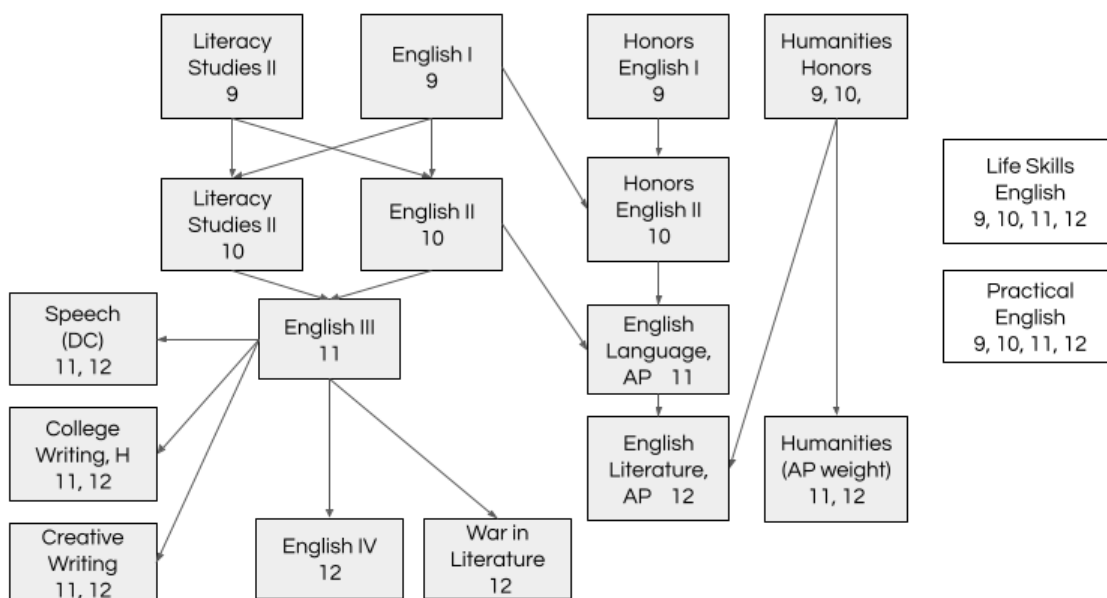 Literacy
Studies II
9
English I
9
Honors
English I
9
Humanities
Honors
9, 10,
Life Skills
English
9, 10, 11, 12
Literacy
Studies II
10
English II
10
Honors
English II
10
Practical
English
9, 10, 11, 12
Speech
(DC)
11, 12
English III
11
English
Language,
AP 11
College
Writing, H
11, 12
English
Literature,
AP 12
Humanities
(AP weight)
11, 12
Creative
Writing
11, 12
English IV
12
War in
Literature
12